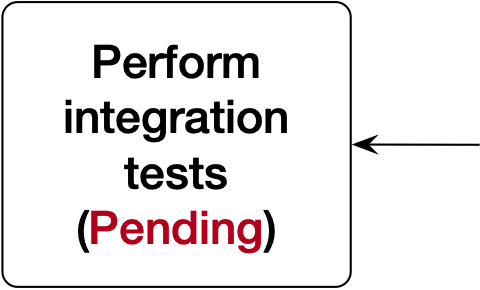 Perform
integration
tests
(Pending)